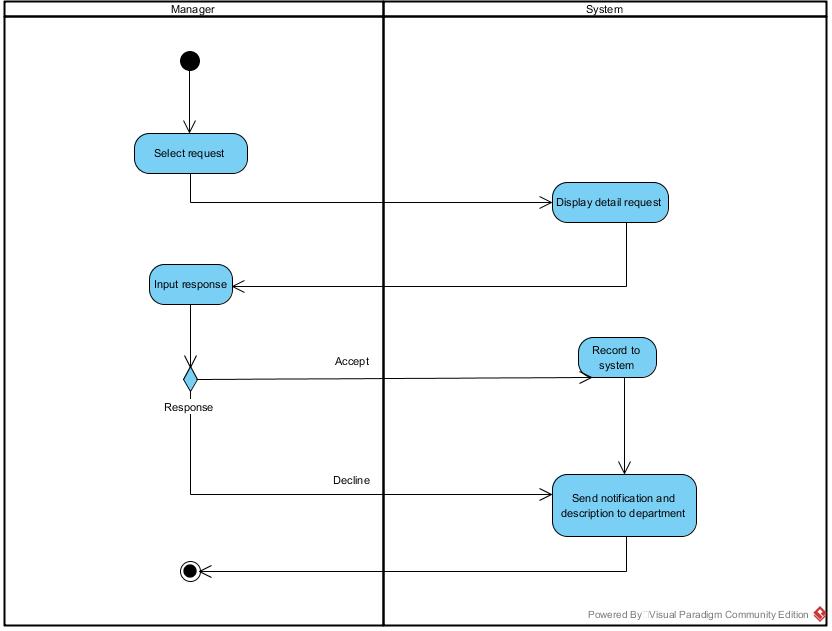 Manager
System
Select request
Display detail request
Input response
Record to
system
Accept
Response
Decline
Send notification and
description to department
Powered By Visual Paradigm Community Edition